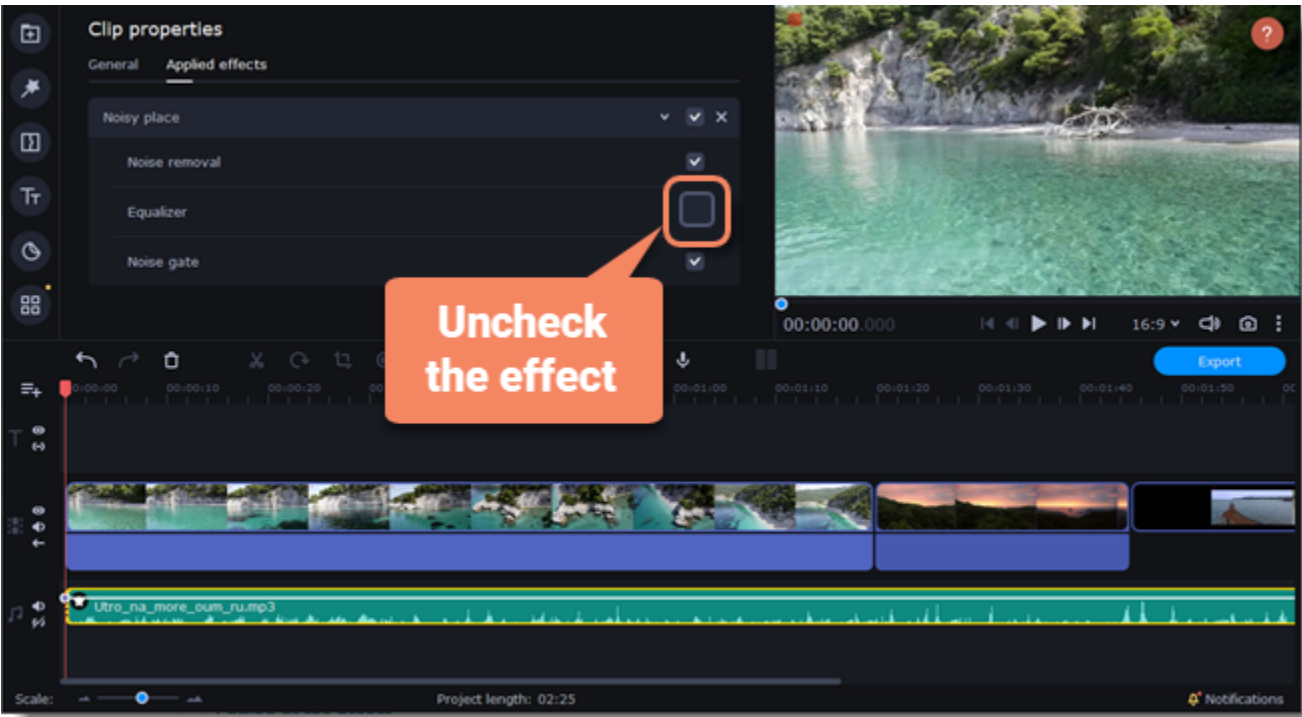 Clip properties
General Applied effects
Noisy place
Noise removal
Equalizer
Noise gate
Uncheck
the effect
?
00:00:00.000
16:9
Export
0:00:00 00:00:10 00:00:20 00 00:01:00 00:01:10 00:01:20 00:01:30 00:01:40 00:01:50 00
Utro_na_more_oum_ru.mp3
Scale:
Project length: 02:25
Notifications